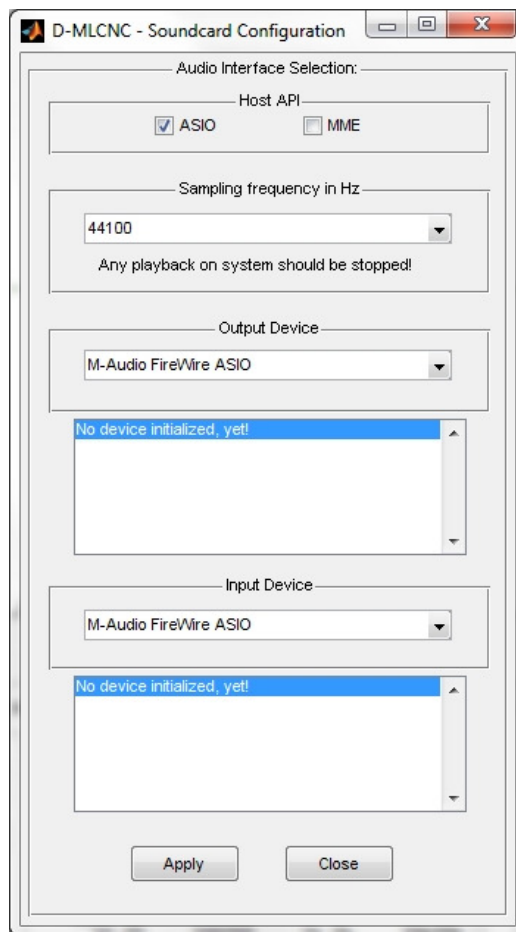 D-MLCNC - Soundcard Configuration
Audio Interface Selection:
Host API
ASIO
MME
Sampling frequency in Hz
44100
Any playback on system should be stopped!
Output Device
M-Audio FireWire ASIO
No device initialized, yet!
Input Device
M-Audio FireWire ASIO
No device initialized, yet!
Apply
Close